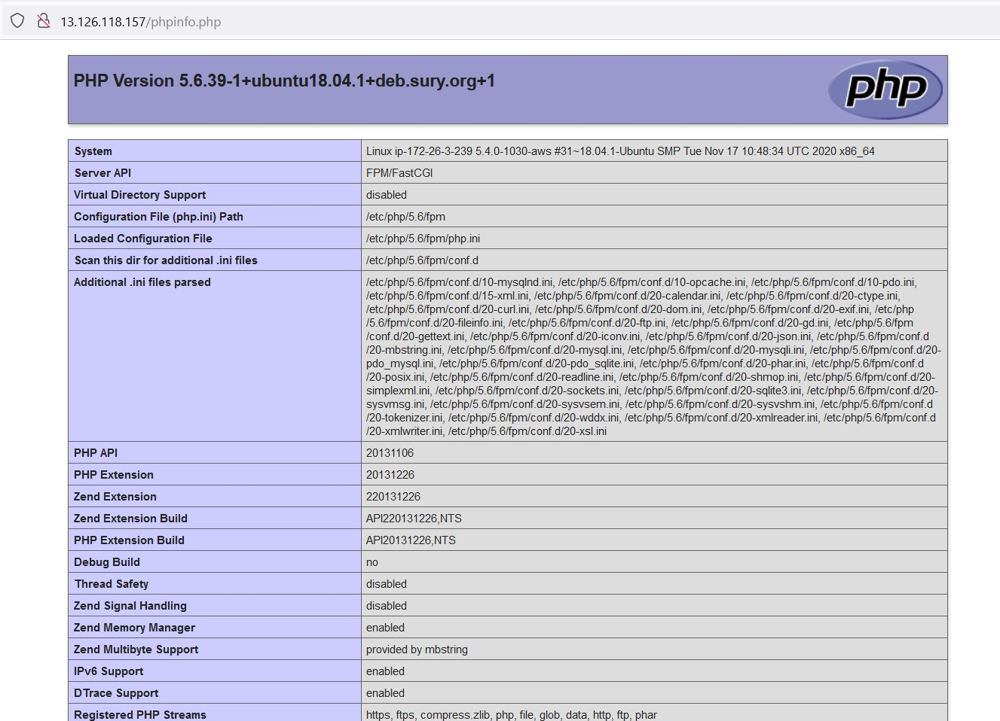 13.126.118.157/phpinfo.php
PHP Version 5.6.39-1+ubuntu18.04.1+deb.sury.org+1
php
System Linux ip-172-26-3-239 5.4.0-1030-aws #31~18.04.1-Ubuntu SMP Tue Nov 17 10:48:34 UTC 2020 x86_64
Server API FPM/FastCGI
Virtual Directory Support disabled
Configuration File (php.ini) Path /etc/php/5.6/fpm
Loaded Configuration File /etc/php/5.6/fpm/php.ini
Scan this dir for additional .ini files /etc/php/5.6/fpm/conf.d
Additional .ini files parsed /etc/php/5.6/fpm/conf.d/10-mysqlnd.ini, /etc/php/5.6/fpm/conf.d/10-opcache.ini, /etc/php/5.6/fpm/conf.d/10-pdo.ini,
/etc/php/5.6/fpm/conf.d/15-xml.ini, /etc/php/5.6/fpm/conf.d/20-calendar.ini, /etc/php/5.6/fpm/conf.d/20-ctype.ini,
/etc/php/5.6/fpm/conf.d/20-curl.ini, /etc/php/5.6/fpm/conf.d/20-dom.ini, /etc/php/5.6/fpm/conf.d/20-exif.ini, /etc/php
/5.6/fpm/conf.d/20-fileinfo.ini, /etc/php/5.6/fpm/conf.d/20-ftp.ini, /etc/php/5.6/fpm/conf.d/20-gd.ini, /etc/php/5.6/fpm
/conf.d/20-gettext.ini, /etc/php/5.6/fpm/conf.d/20-iconv.ini, /etc/php/5.6/fpm/conf.d/20-json.ini, /etc/php/5.6/fpm/conf.d
/20-mbstring.ini, /etc/php/5.6/fpm/conf.d/20-mysql.ini, /etc/php/5.6/fpm/conf.d/20-mysqli.ini, /etc/php/5.6/fpm/conf.d/20-
pdo_mysql.ini, /etc/php/5.6/fpm/conf.d/20-pdo_sqlite.ini, /etc/php/5.6/fpm/conf.d/20-phar.ini, /etc/php/5.6/fpm/conf.d
/20-posix.ini, /etc/php/5.6/fpm/conf.d/20-readline.ini, /etc/php/5.6/fpm/conf.d/20-shmop.ini, /etc/php/5.6/fpm/conf.d/20-
simplexml.ini, /etc/php/5.6/fpm/conf.d/20-sockets.ini, /etc/php/5.6/fpm/conf.d/20-sqlite3.ini, /etc/php/5.6/fpm/conf.d/20-
sysvmsg.ini, /etc/php/5.6/fpm/conf.d/20-sysvsem.ini, /etc/php/5.6/fpm/conf.d/20-sysvshm.ini, /etc/php/5.6/fpm/conf.d
/20-tokenizer.ini, /etc/php/5.6/fpm/conf.d/20-wddx.ini, /etc/php/5.6/fpm/conf.d/20-xmlreader.ini, /etc/php/5.6/fpm/conf.d
/20-xmlwriter.ini, /etc/php/5.6/fpm/conf.d/20-xsl.ini
PHP API 20131106
PHP Extension 20131226
Zend Extension 220131226
Zend Extension Build API220131226,NTS
PHP Extension Build API20131226,NTS
Debug Build no
Thread Safety disabled
Zend Signal Handling disabled
Zend Memory Manager enabled
Zend Multibyte Support provided by mbstring
IPv6 Support enabled
DTrace Support enabled
Registered PHP Streams https, ftps, compress.zlib, php, file, glob, data, http, ftp, phar